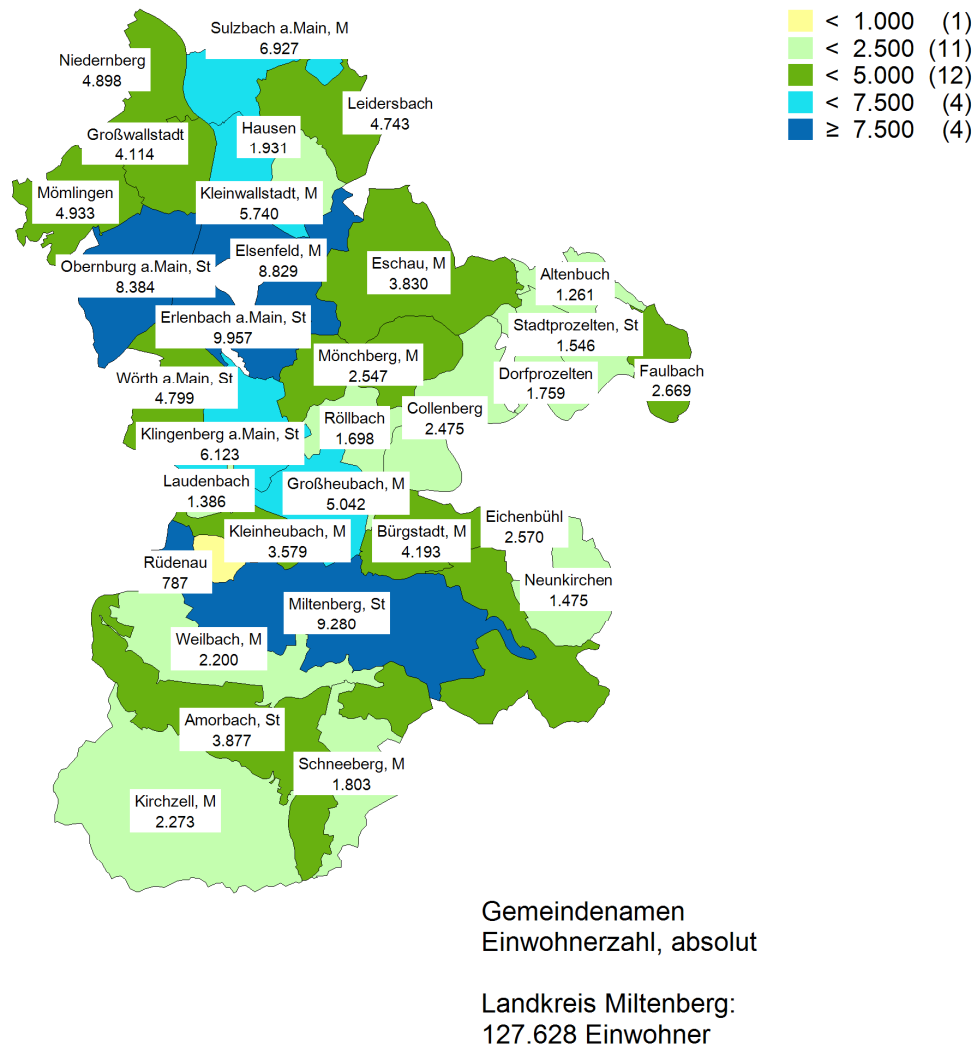 Sulzbach a.Main, M
6.927
Niedernberg
4.898
Leidersbach
4.743
Großwallstadt
4.114
Hausen
1.931
Mömlingen
4.933
Kleinwallstadt, M
5.740
Obernburg a.Main, St
8.384
Elsenfeld, M
8.829
Eschau, M
3.830
Altenbuch
1.261
Erlenbach a.Main, St
9.957
Stadtprozelten, St
1.546
Mönchberg, M
2.547
Dorfprozelten
1.759
Faulbach
2.669
Wörth a.Main, St
4.799
Röllbach
1.698
Collenberg
2.475
Klingenberg a.Main, St
6.123
Laudenbach
1.386
Großheubach, M
5.042
Kleinheubach, M
3.579
Bürgstadt, M
4.193
Eichenbühl
2.570
Rüdenau
787
Neunkirchen
1.475
Miltenberg, St
9.280
Weilbach, M
2.200
Amorbach, St
3.877
Schneeberg, M
1.803
Kirchzell, M
2.273
< 1.000 (1)
< 2.500 (11)
< 5.000 (12)
< 7.500 (4)
≥ 7.500 (4)
Gemeindenamen
Einwohnerzahl, absolut
Landkreis Miltenberg:
127.628 Einwohner